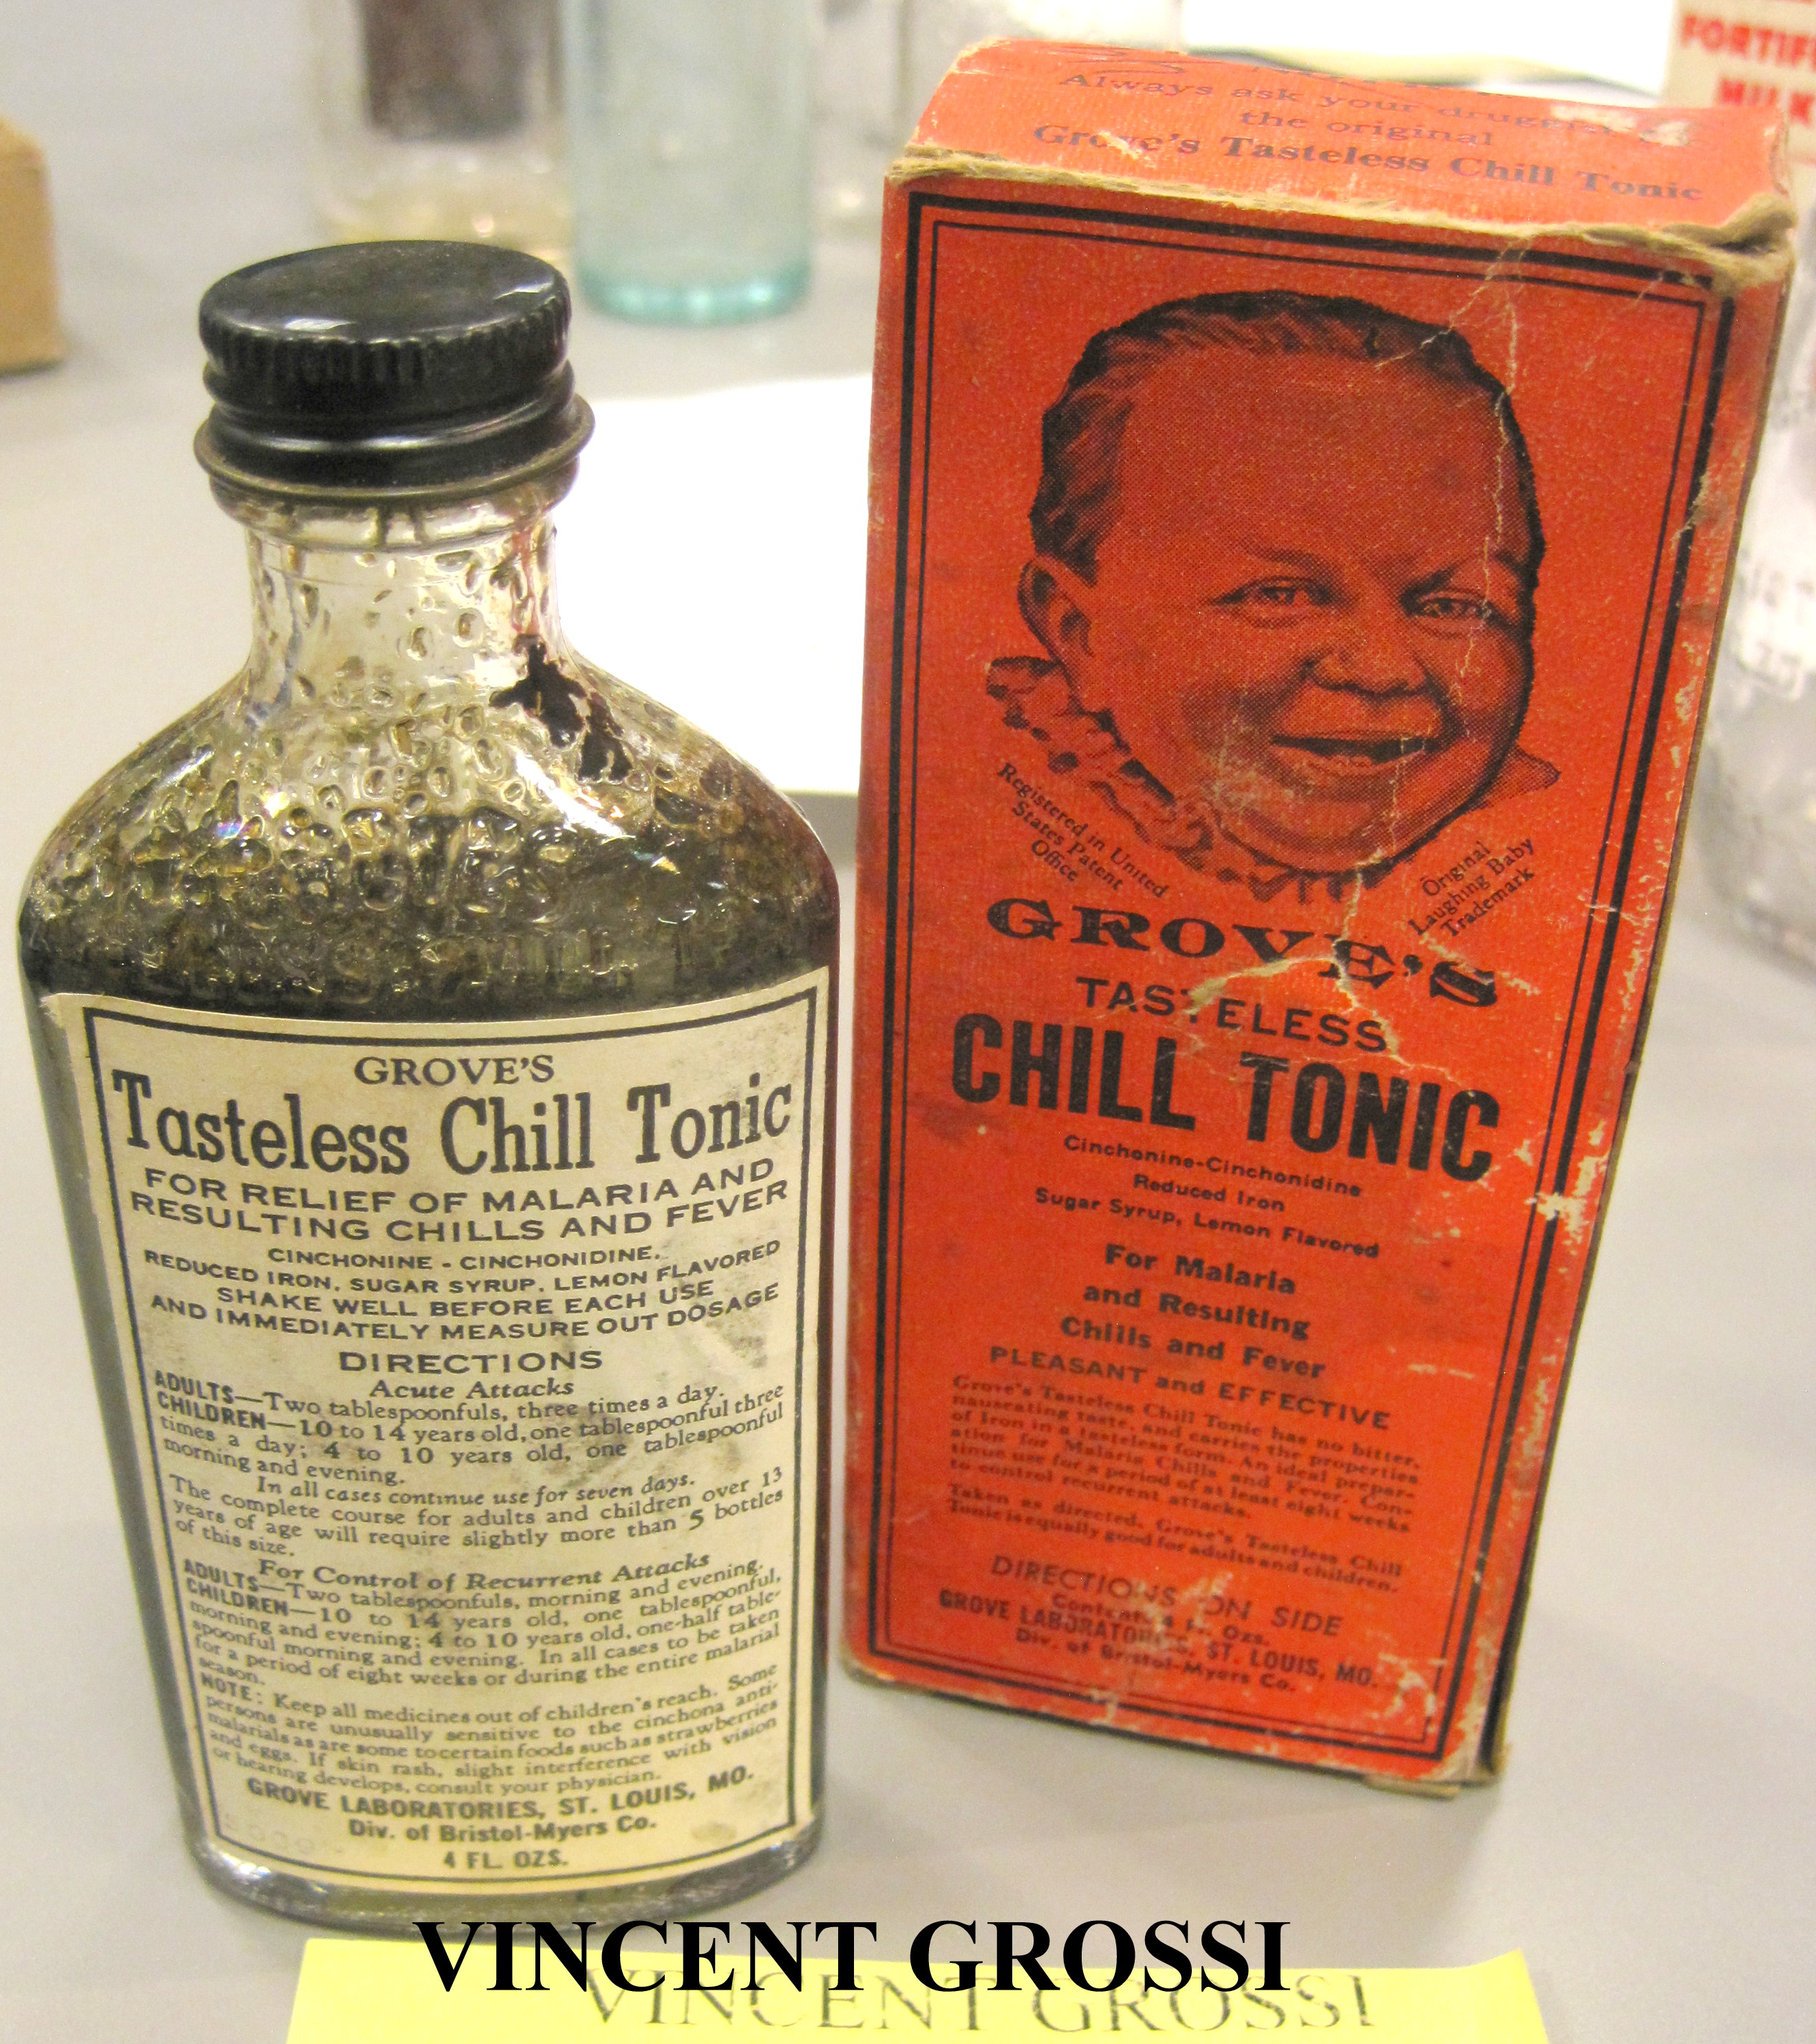 GROVE'S
Tasteless Chill Tonic
FOR RELIEF OF MALARIA AND
RESULTING CHILLS AND FEVER
CINCHONINE - CINCHONIDINE,
REDUCED IRON, SUGAR SYRUP, LEMON FLAVORED
SHAKE WELL BEFORE EACH USE
AND IMMEDIATELY MEASURE OUT DOSAGE
DIRECTIONS
Acute Attacks
ADULTS—Two tablespoonfuls, three times a day.
CHILDREN—10 to 14 years old, one tablespoonful three
times a day; 4 to 10 years old, one tablespoonful
morning and evening.
In all cases continue use for seven days.
The complete course for adults and children over 13
years of age will require slightly more than 5 bottles
of this size.
For Control of Recurrent Attacks
ADULTS—Two tablespoonfuls, morning and evening.
CHILDREN—10 to 14 years old, one tablespoonful,
morning and evening; 4 to 10 years old, one-half table-
spoonful morning and evening. In all cases to be taken
for a period of eight weeks or during the entire malarial
season.
NOTE: Keep all medicines out of children's reach. Some
persons are unusually sensitive to the cinchona anti-
malarials as are some to certain foods such as strawberries
and eggs. If skin rash, slight interference with vision
or hearing develops, consult your physician.
GROVE LABORATORIES, ST. LOUIS, MO.
Div. of Bristol-Myers Co.
4 FL. OZS.
Always ask your druggist
the original
Grove's Tasteless Chill Tonic
Registered in United
States Patent
Office
Original
Laughing Baby
Trademark
GROVE'S
TASTELESS
CHILL TONIC
Cinchonine-Cinchonidine
Reduced Iron
Sugar Syrup, Lemon Flavored
For Malaria
and Resulting
Chills and Fever
PLEASANT and EFFECTIVE
Grove's Tasteless Chill Tonic has no bitter,
nauseating taste, and carries the properties
of Iron in a tasteless form. An ideal prepar-
ation for Malaria Chills and Fever. Con-
tinue use for a period of at least eight weeks
to control recurrent attacks.
Taken as directed, Grove's Tasteless Chill
Tonic is equally good for adults and children.
DIRECTIONS ON SIDE
Contents 4 Fl. Ozs.
GROVE LABORATORIES, ST. LOUIS, MO.
Div. of Bristol-Myers Co.
FORTIF
MILK
VINCENT GROSSI
VINCENT GROSSI